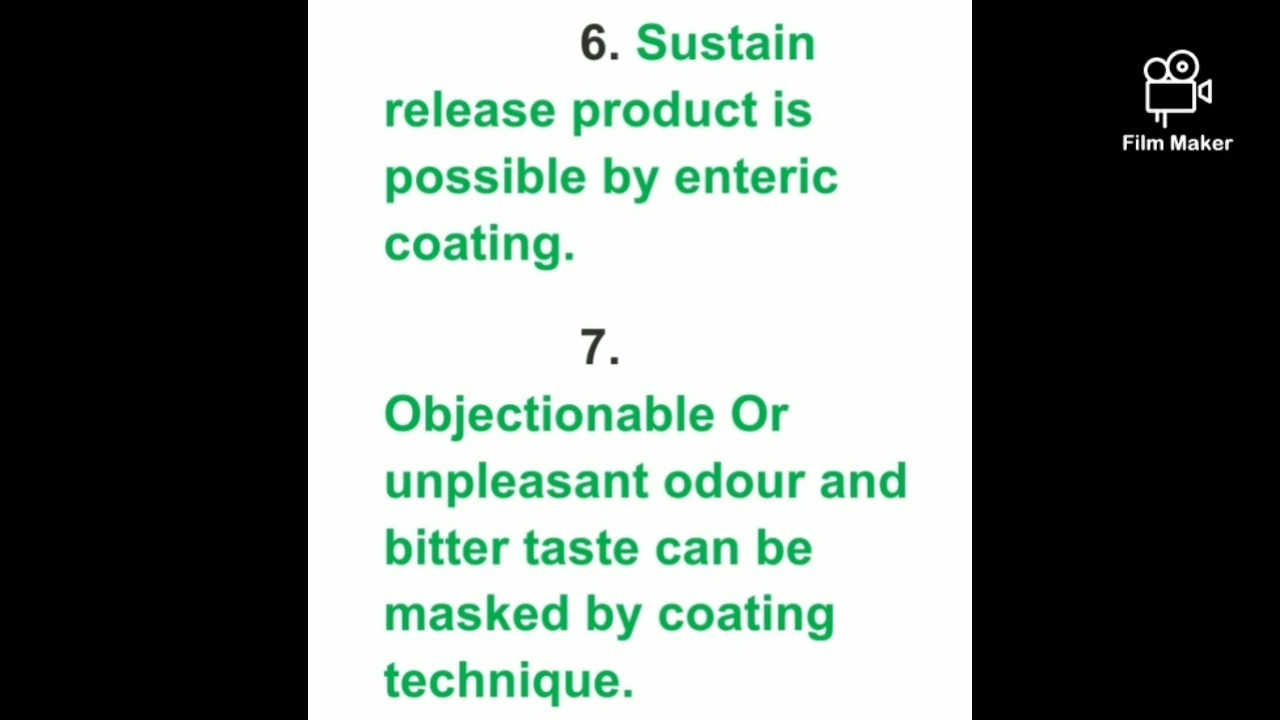 6. Sustain
release product is
possible by enteric
coating.
7.
Objectionable Or
unpleasant odour and
bitter taste can be
masked by coating
technique.
Film Maker